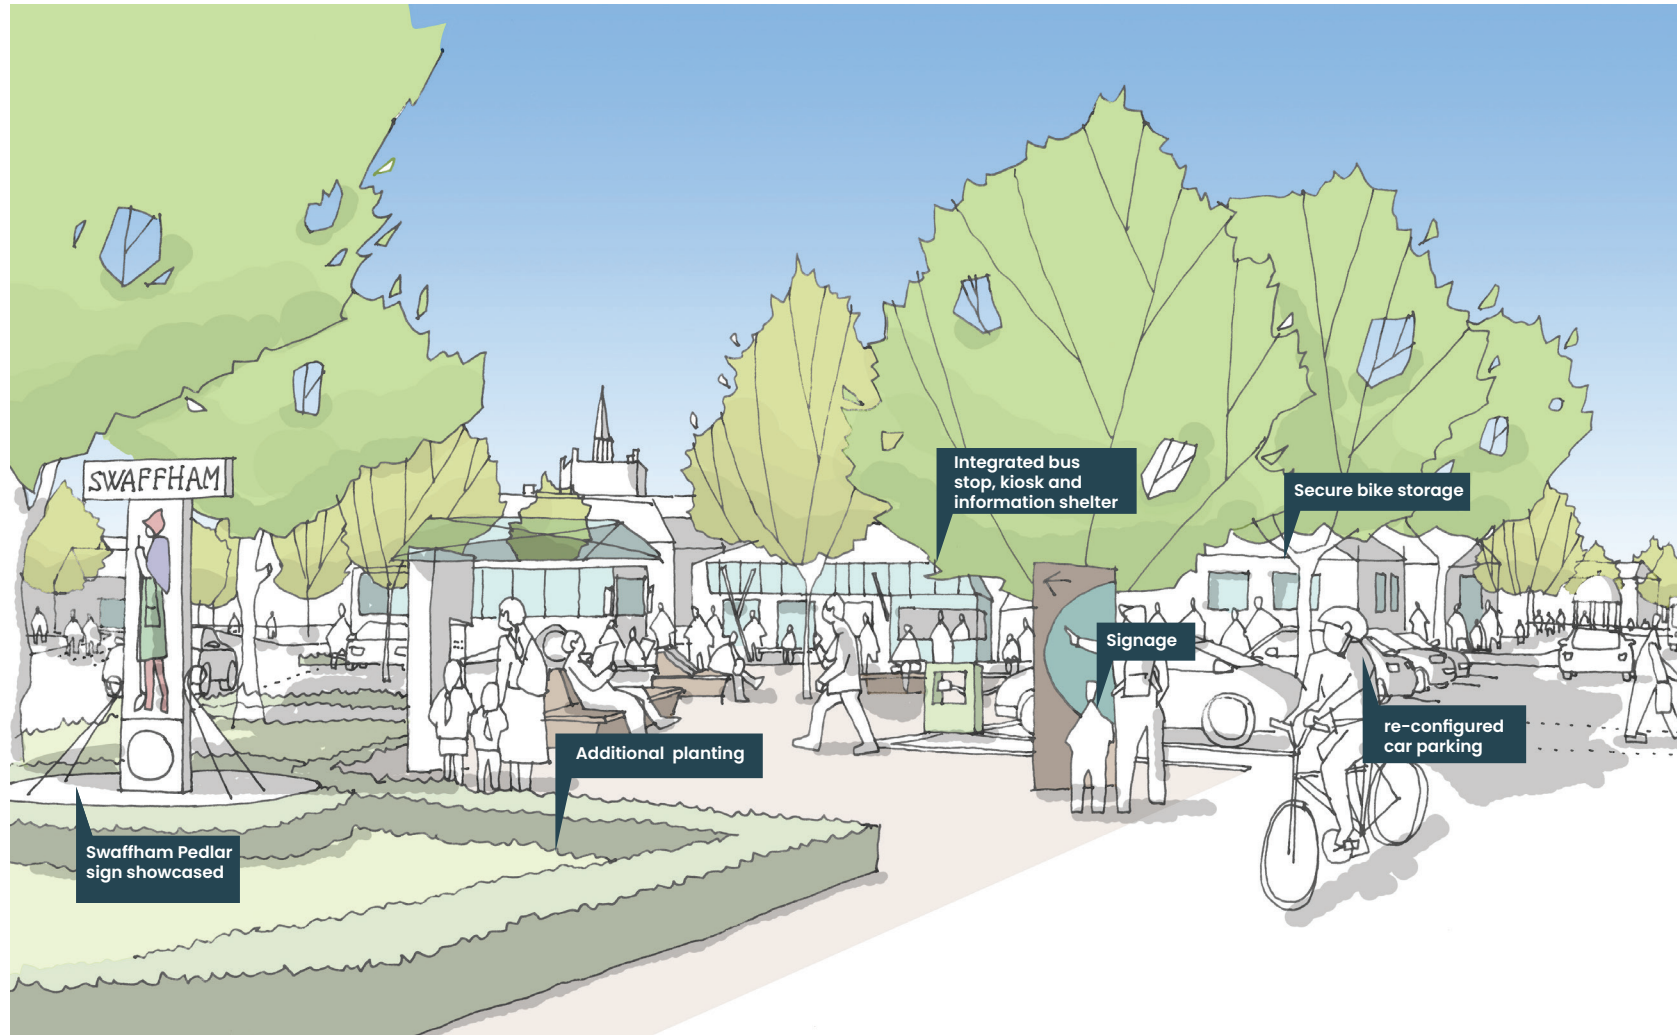 SWAFFHAM
Integrated bus
stop, kiosk and
information shelter
Secure bike storage
Signage
re-configured
car parking
Additional planting
Swaffham Pedlar
sign showcased